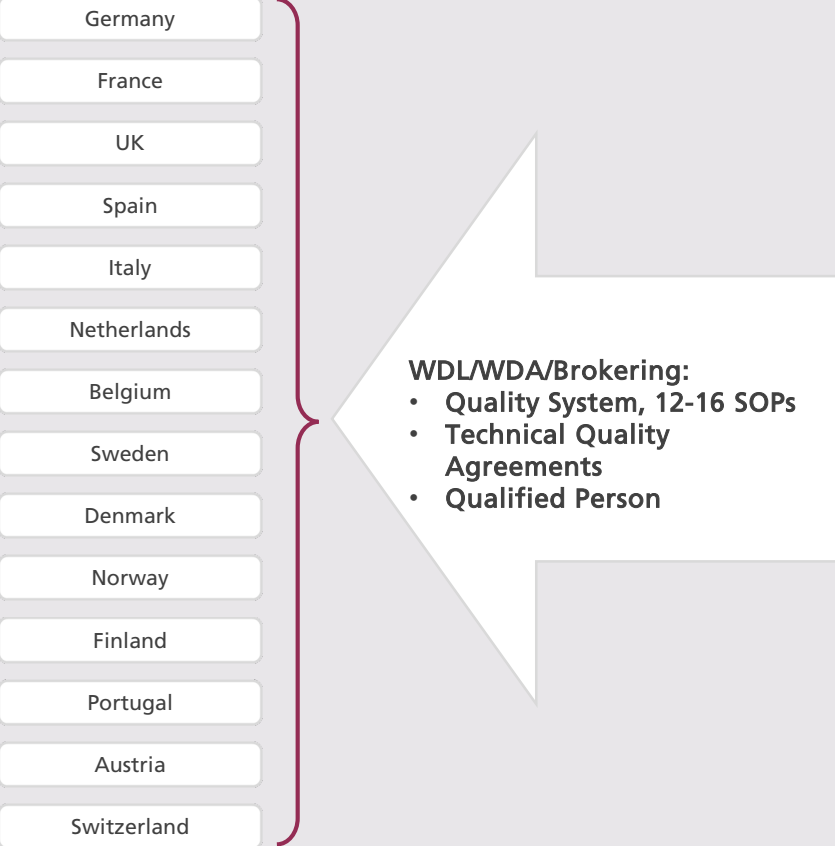 Germany
France
UK
Spain
Italy
Netherlands
Belgium
Sweden
Denmark
Norway
Finland
Portugal
Austria
Switzerland
WDL/WDA/Brokering:
• Quality System, 12-16 SOPs
• Technical Quality
Agreements
• Qualified Person